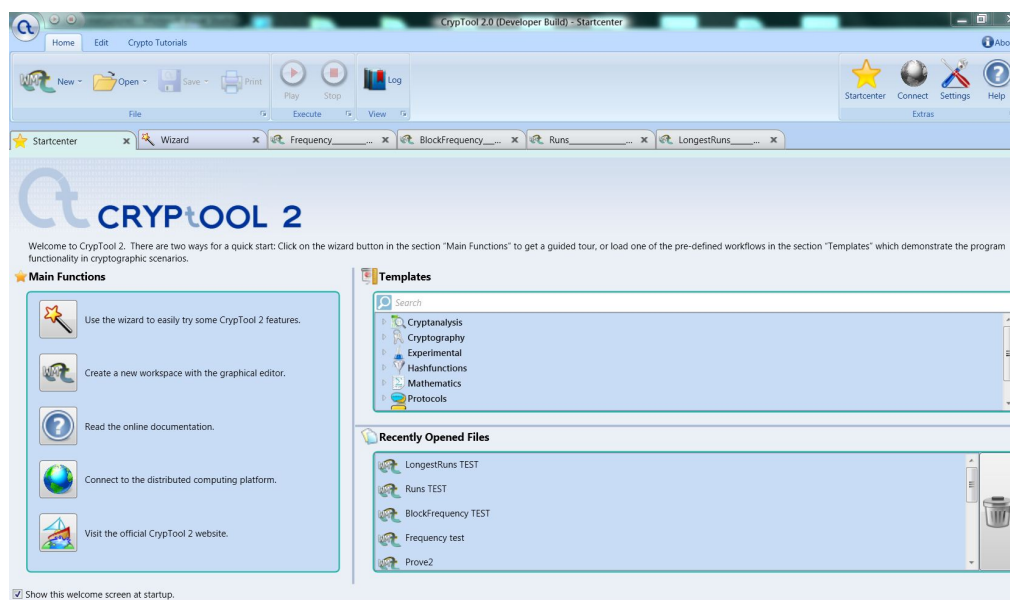 CrypTool 2.0 (Developer Build) - Startcenter
Home Edit Crypto Tutorials Abo
New Open Save Print Play Stop Log Startcenter Connect Settings Help
File Execute View Extras
Startcenter Wizard Frequency______... BlockFrequency___... Runs__________... LongestRuns_____...
CRYPTOOL 2
Welcome to CrypTool 2. There are two ways for a quick start: Click on the wizard button in the section "Main Functions" to get a guided tour, or load one of the pre-defined workflows in the section "Templates" which demonstrate the program
functionality in cryptographic scenarios.
Main Functions
Use the wizard to easily try some CrypTool 2 features.
Create a new workspace with the graphical editor.
Read the online documentation.
Connect to the distributed computing platform.
Visit the official CrypTool 2 website.
Templates
Search
Cryptanalysis
Cryptography
Experimental
Hashfunctions
Mathematics
Protocols
Recently Opened Files
LongestRuns TEST
Runs TEST
BlockFrequency TEST
Frequency test
Prove2
Show this welcome screen at startup.